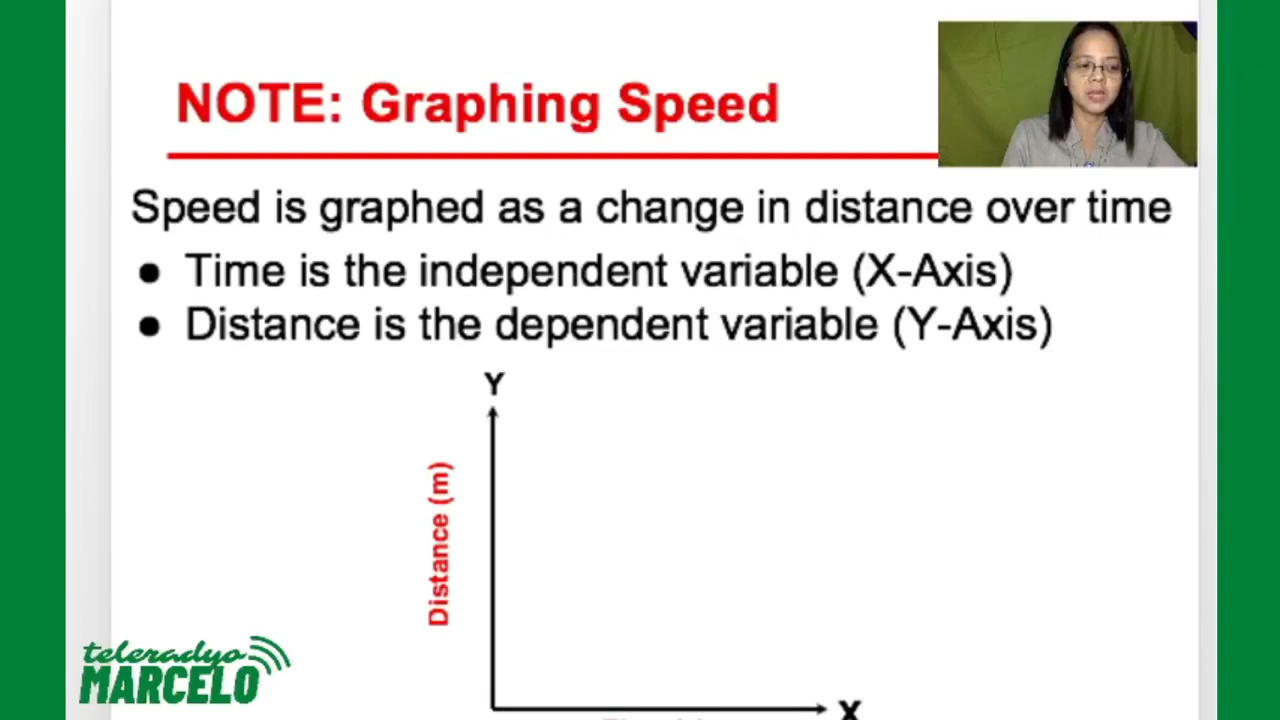 NOTE: Graphing Speed
Speed is graphed as a change in distance over time
● Time is the independent variable (X-Axis)
● Distance is the dependent variable (Y-Axis)
Y
Distance (m)
X
teleradyo
MARCELO